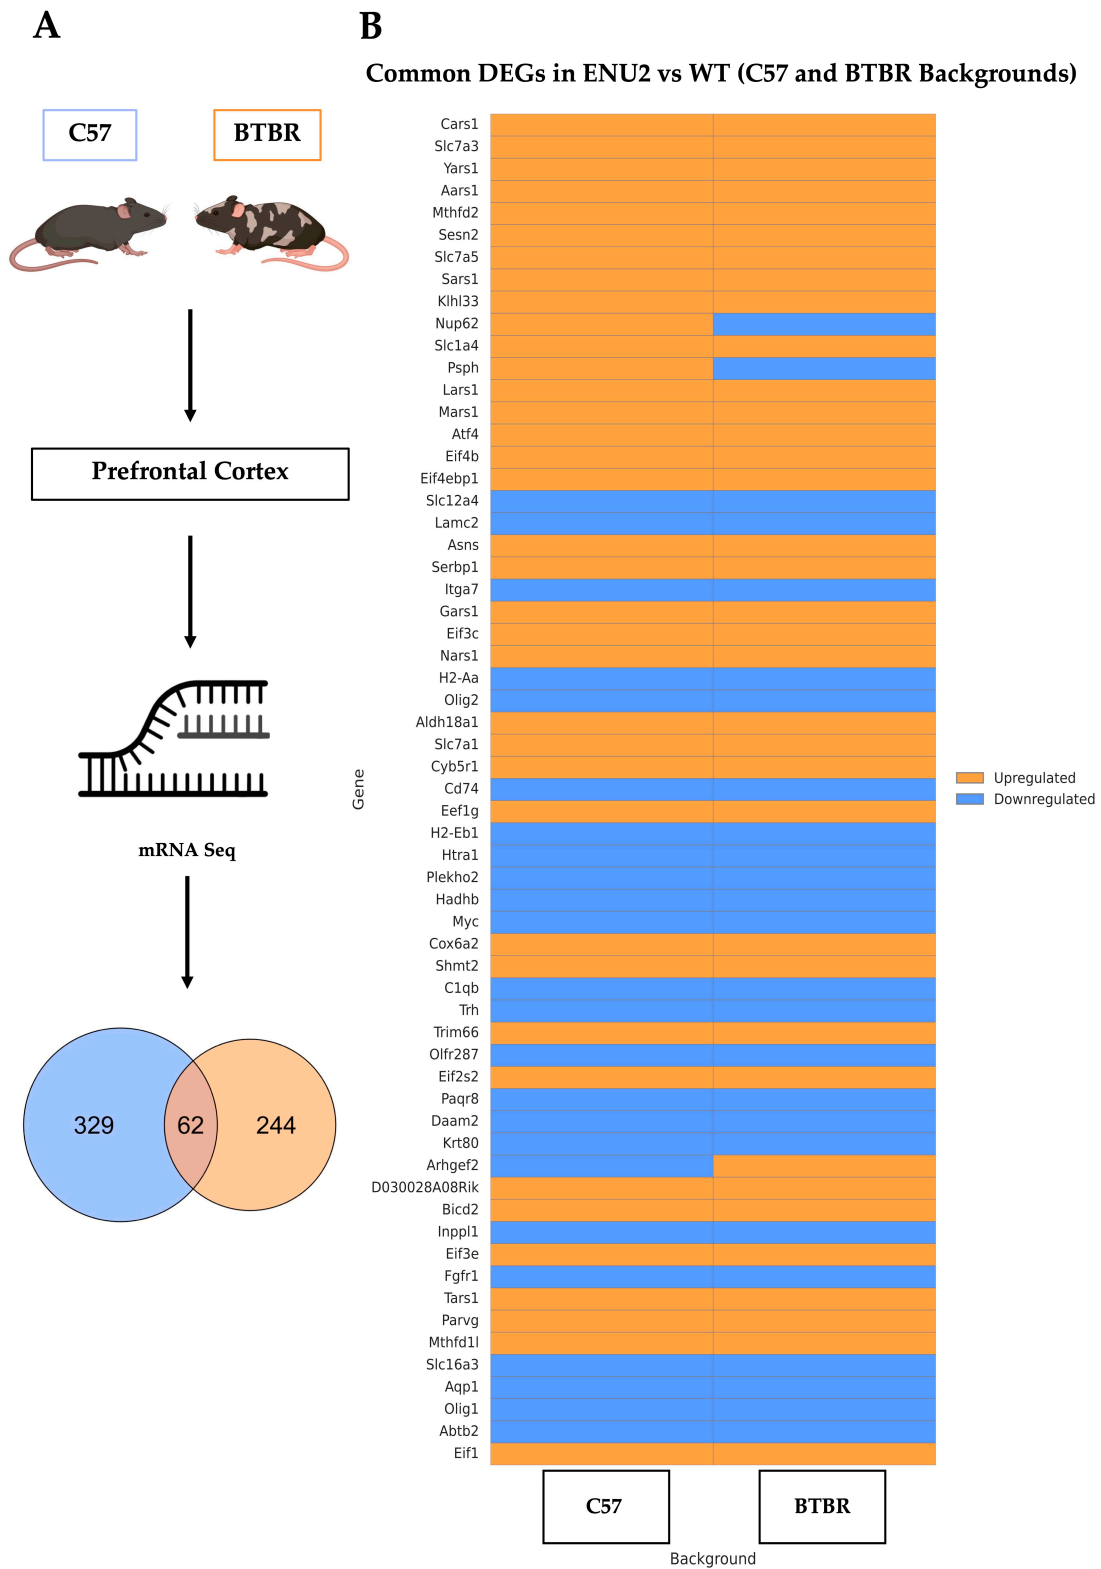 A
B
Common DEGs in ENU2 vs WT (C57 and BTBR Backgrounds)
C57
BTBR
Prefrontal Cortex
mRNA Seq
329
62
244
Gene
Cars1
Slc7a3
Yars1
Aars1
Mthfd2
Sesn2
Slc7a5
Sars1
Klhl33
Nup62
Slc1a4
Psph
Lars1
Mars1
Atf4
Eif4b
Eif4ebp1
Slc12a4
Lamc2
Asns
Serbp1
Itga7
Gars1
Eif3c
Nars1
H2-Aa
Olig2
Aldh18a1
Slc7a1
Cyb5r1
Cd74
Eef1g
H2-Eb1
Htra1
Plekho2
Hadhb
Myc
Cox6a2
Shmt2
C1qb
Trh
Trim66
Olfr287
Eif2s2
Paqr8
Daam2
Krt80
Arhgef2
D030028A08Rik
Bicd2
Inppl1
Eif3e
Fgfr1
Tars1
Parvg
Mthfd1l
Slc16a3
Aqp1
Olig1
Abtb2
Eif1
Upregulated
Downregulated
C57
BTBR
Background